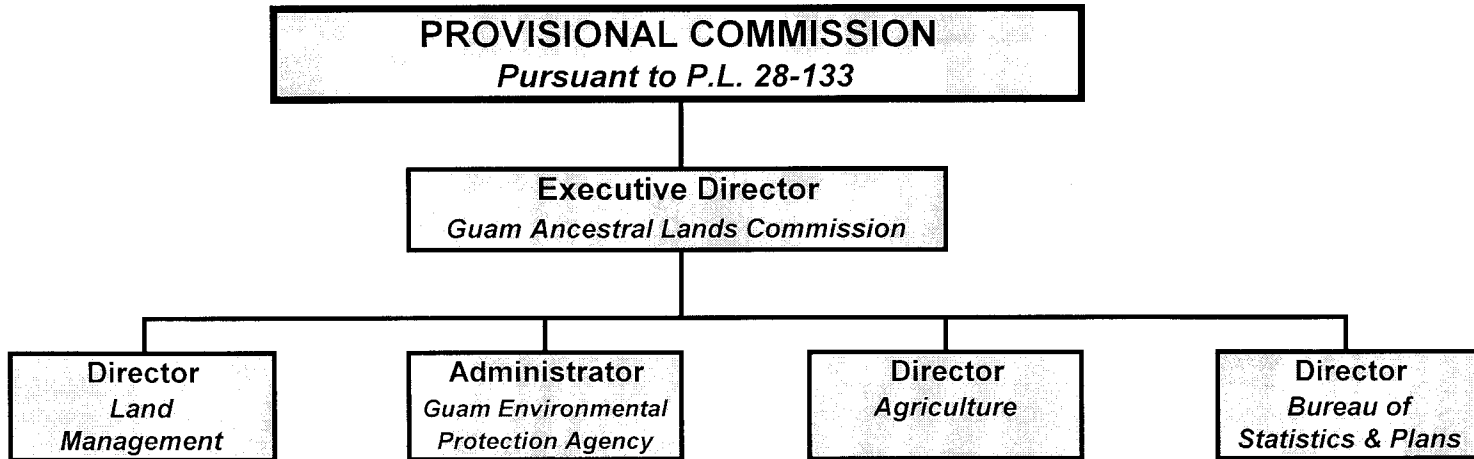 PROVISIONAL COMMISSION
Pursuant to P.L. 28-133
Executive Director
Guam Ancestral Lands Commission
Director
Land
Management
Administrator
Guam Environmental
Protection Agency
Director
Agriculture
Director
Bureau of
Statistics & Plans